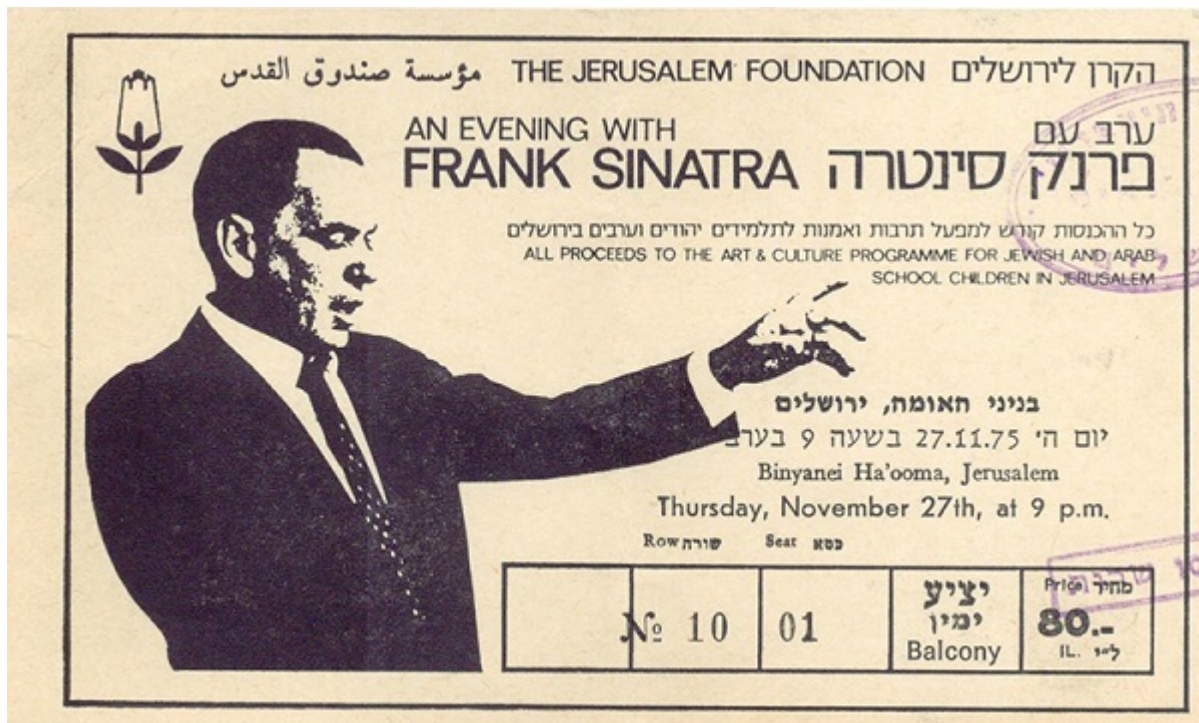 مؤسسة صندوق القدس THE JERUSALEM FOUNDATION הקרן לירושלים
AN EVENING WITH ערב עם
FRANK SINATRA פרנק סינטרה
כל ההכנסות קודש למפעל תרבות ואמנות לתלמידים יהודים וערבים בירושלים
ALL PROCEEDS TO THE ART & CULTURE PROGRAMME FOR JEWISH AND ARAB
SCHOOL CHILDREN IN JERUSALEM
בניני האומה, ירושלים
יום ה' 27.11.75 בשעה 9 בערב
Binyanei Ha'ooma, Jerusalem
Thursday, November 27th, at 9 p.m.
Row שורה Seat כסא
№ 10 01
יציע
ימין
Balcony
Price מחיר
80.-
IL. ל"י